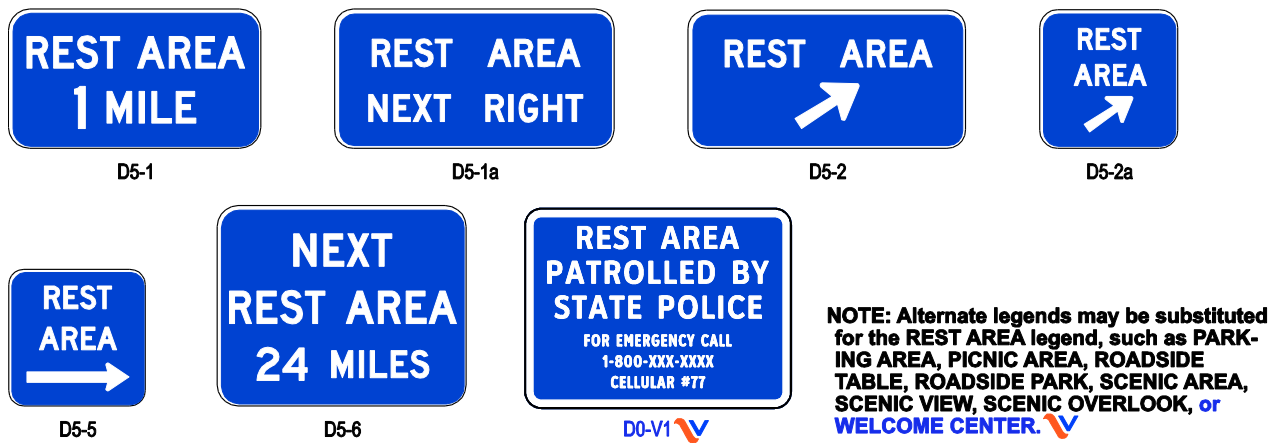 REST AREA
1 MILE
D5-1
REST AREA
NEXT RIGHT
D5-1a
REST AREA
D5-2
REST
AREA
D5-2a
REST
AREA
D5-5
NEXT
REST AREA
24 MILES
D5-6
REST AREA
PATROLLED BY
STATE POLICE
FOR EMERGENCY CALL
1-800-XXX-XXXX
CELLULAR #77
D0-V1
NOTE: Alternate legends may be substituted
for the REST AREA legend, such as PARK-
ING AREA, PICNIC AREA, ROADSIDE
TABLE, ROADSIDE PARK, SCENIC AREA,
SCENIC VIEW, SCENIC OVERLOOK, or
WELCOME CENTER.